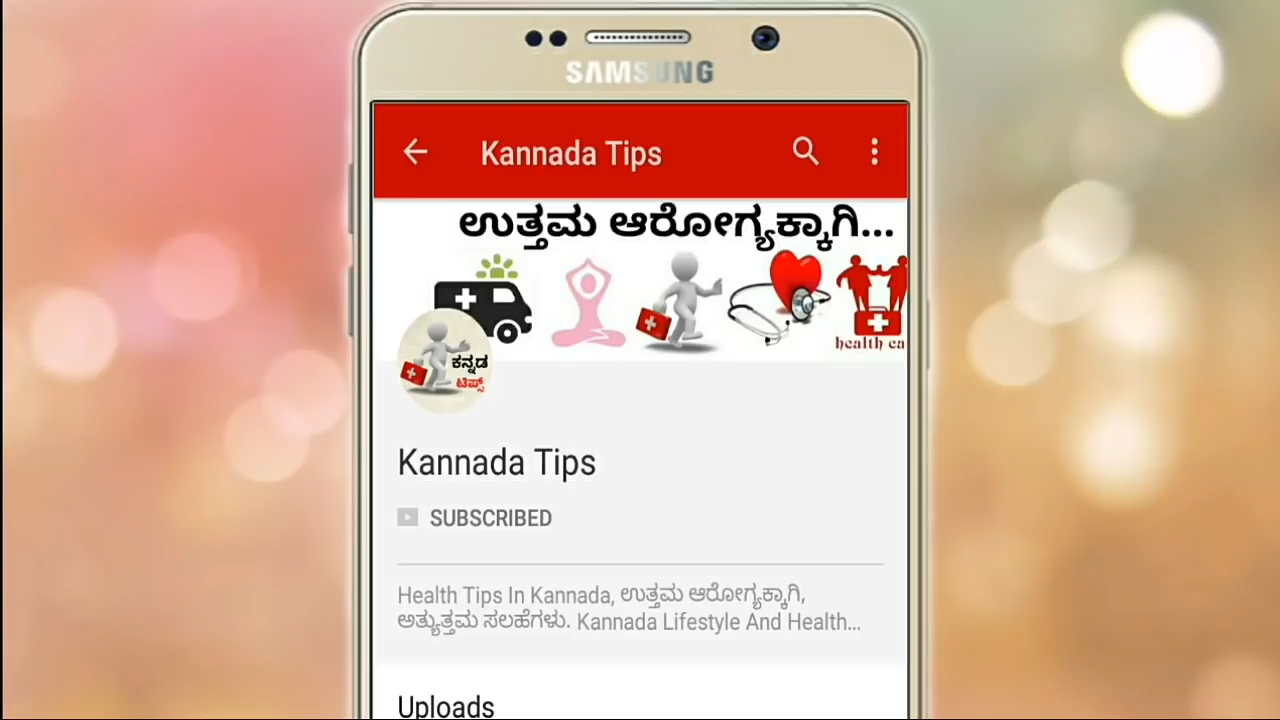 SAMSUNG
Kannada Tips
ಉತ್ತಮ ಆರೋಗ್ಯಕ್ಕಾಗಿ...
health ca
ಕನ್ನಡ
ಟಿಪ್ಸ್
Kannada Tips
SUBSCRIBED
Health Tips In Kannada, ಉತ್ತಮ ಆರೋಗ್ಯಕ್ಕಾಗಿ,
ಅತ್ಯುತ್ತಮ ಸಲಹೆಗಳು. Kannada Lifestyle And Health...
Uploads